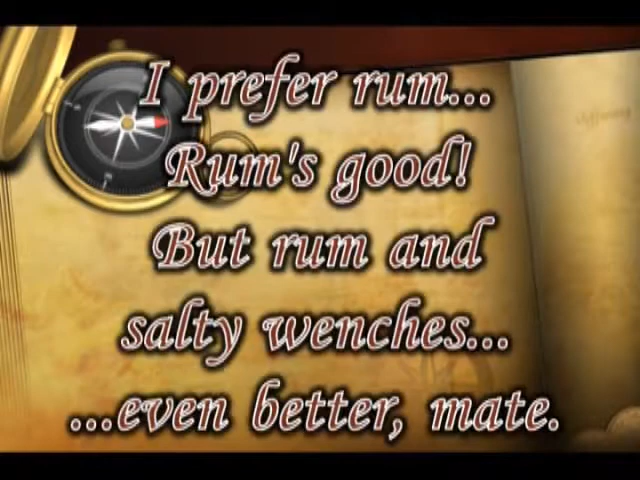 I prefer rum...
Rum's good!
But rum and
salty wenches...
...even better, mate.